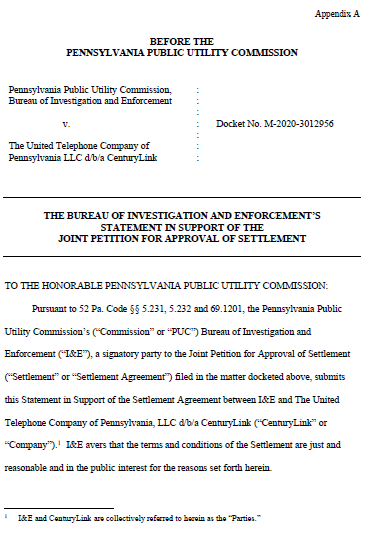 Appendix A
BEFORE THE
PENNSYLVANIA PUBLIC UTILITY COMMISSION
Pennsylvania Public Utility Commission, :
Bureau of Investigation and Enforcement :
:
v. : Docket No. M-2020-3012956
:
The United Telephone Company of :
Pennsylvania LLC d/b/a CenturyLink :
THE BUREAU OF INVESTIGATION AND ENFORCEMENT'S
STATEMENT IN SUPPORT OF THE
JOINT PETITION FOR APPROVAL OF SETTLEMENT
TO THE HONORABLE PENNSYLVANIA PUBLIC UTILITY COMMISSION:
Pursuant to 52 Pa. Code §§ 5.231, 5.232 and 69.1201, the Pennsylvania Public
Utility Commission's ("Commission" or "PUC") Bureau of Investigation and
Enforcement ("I&E"), a signatory party to the Joint Petition for Approval of Settlement
("Settlement" or "Settlement Agreement") filed in the matter docketed above, submits
this Statement in Support of the Settlement Agreement between I&E and The United
Telephone Company of Pennsylvania, LLC d/b/a CenturyLink ("CenturyLink" or
"Company").1 I&E avers that the terms and conditions of the Settlement are just and
reasonable and in the public interest for the reasons set forth herein.
1 I&E and CenturyLink are collectively referred to herein as the "Parties."